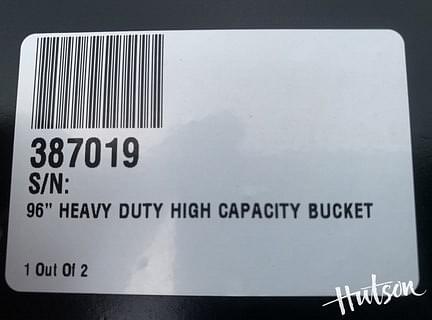 387019
S/N:
96" HEAVY DUTY HIGH CAPACITY BUCKET
1 Out Of 2
Hutson